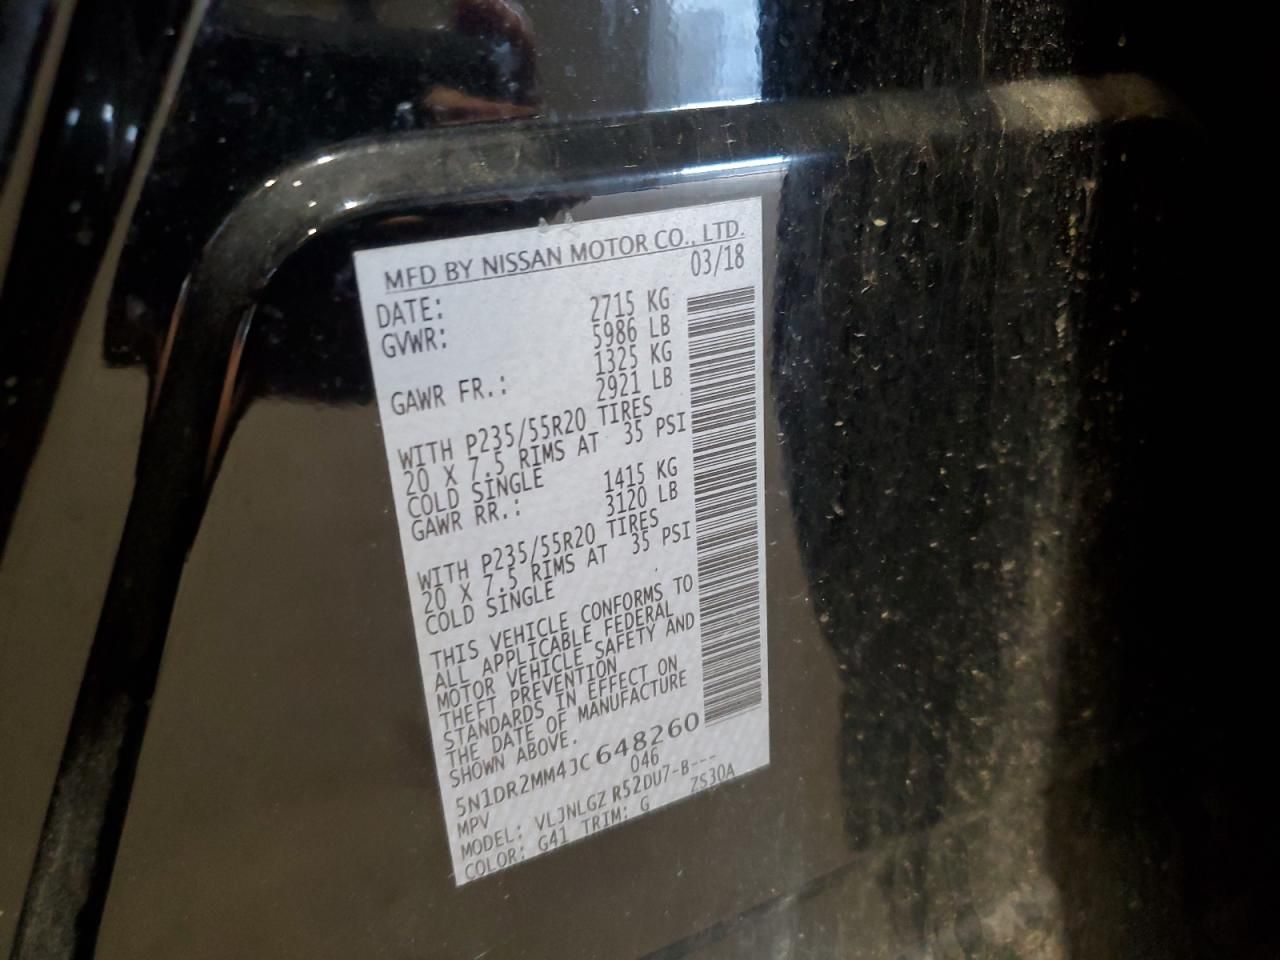 MFD BY NISSAN MOTOR CO., LTD.
DATE: 03/18
GVWR: 2715 KG
5986 LB
GAWR FR.: 1325 KG
2921 LB
WITH P235/55R20 TIRES
20 X 7.5 RIMS AT 35 PSI
COLD SINGLE
GAWR RR.: 1415 KG
3120 LB
WITH P235/55R20 TIRES
20 X 7.5 RIMS AT 35 PSI
COLD SINGLE
THIS VEHICLE CONFORMS TO
ALL APPLICABLE FEDERAL
MOTOR VEHICLE SAFETY AND
THEFT PREVENTION
STANDARDS IN EFFECT ON
THE DATE OF MANUFACTURE
SHOWN ABOVE.
5N1DR2MM4JC648260
MPV 046
MODEL: VLJNLGZ R52DU7-B---
COLOR: G41 TRIM: G ZS30A